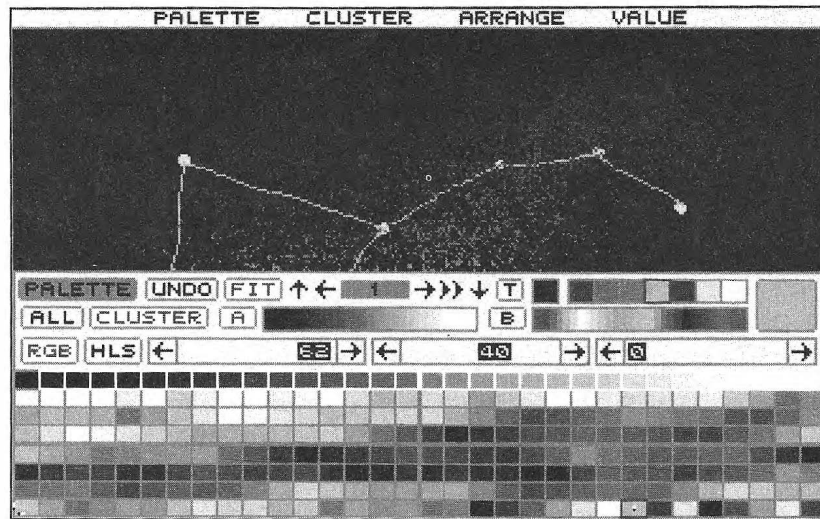 PALETTE CLUSTER ARRANGE VALUE
PALETTE UNDO FIT ↑ ← 1 → >> ↓ T
ALL CLUSTER A B
RGB HLS ← 62 → ← 40 → ← 0 →